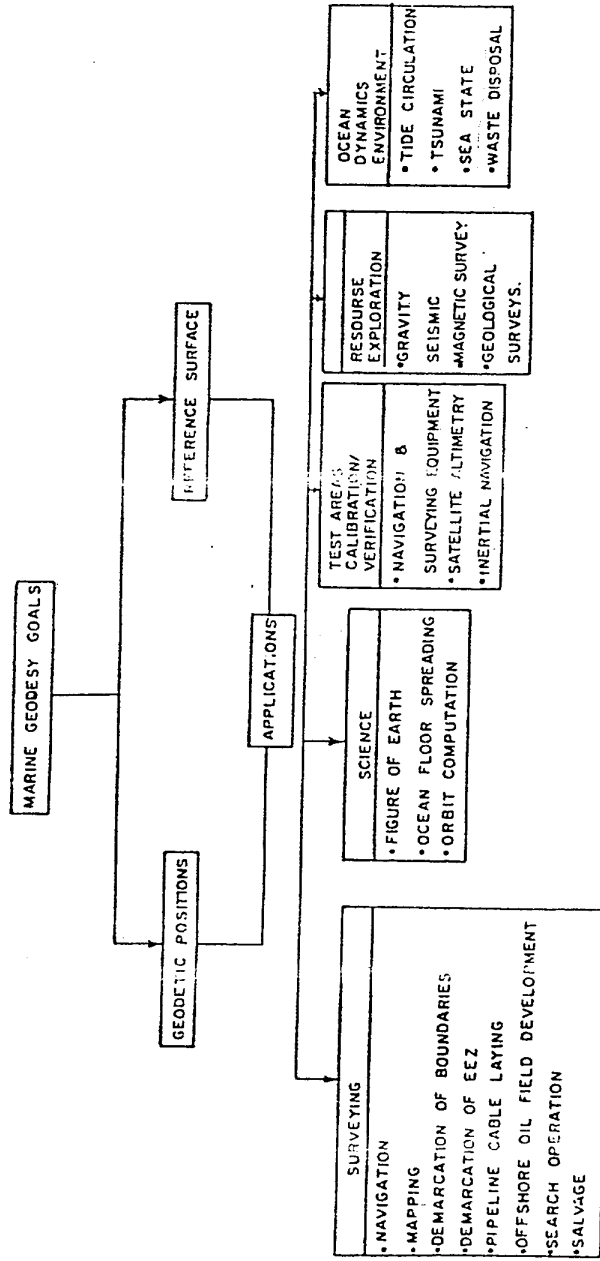 MARINE GEODESY GOALS
GEODETIC POSITIONS
REFERENCE SURFACE
APPLICATIONS
SURVEYING
•NAVIGATION
•MAPPING
•DEMARCATION OF BOUNDARIES
•DEMARCATION OF EEZ
•PIPELINE CABLE LAYING
•OFFSHORE OIL FIELD DEVELOPMENT
•SEARCH OPERATION
•SALVAGE
SCIENCE
•FIGURE OF EARTH
•OCEAN FLOOR SPREADING
•ORBIT COMPUTATION
TEST AREAS
CALIBRATION/
VERIFICATION
•NAVIGATION &
SURVEYING EQUIPMENT
•SATELLITE ALTIMETRY
•INERTIAL NAVIGATION
RESOURSE
EXPLORATION
•GRAVITY
SEISMIC
•MAGNETIC SURVEY
•GEOLOGICAL
SURVEYS.
OCEAN
DYNAMICS
ENVIRONMENT
•TIDE CIRCULATION
•TSUNAMI
•SEA STATE
•WASTE DISPOSAL